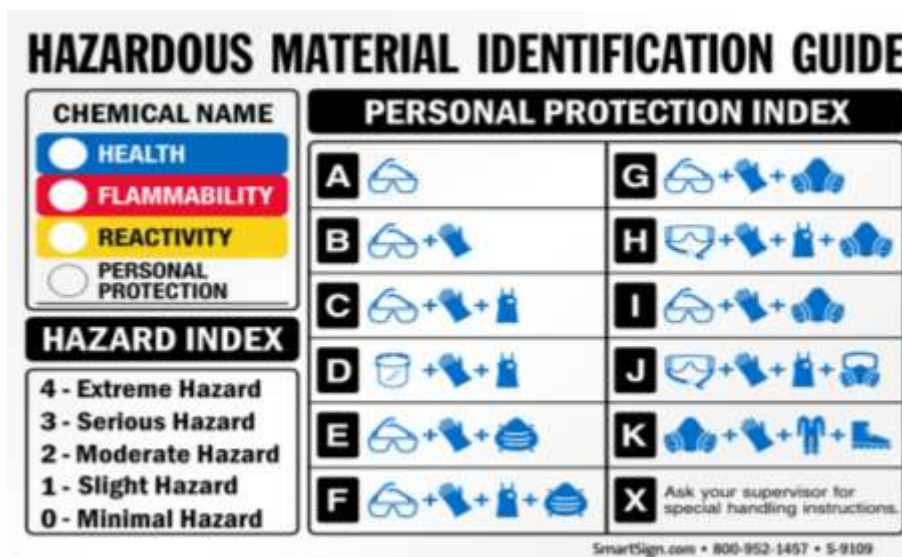 HAZARDOUS MATERIAL IDENTIFICATION GUIDE
CHEMICAL NAME
HEALTH
FLAMMABILITY
REACTIVITY
PERSONAL
PROTECTION
HAZARD INDEX
4 - Extreme Hazard
3 - Serious Hazard
2 - Moderate Hazard
1 - Slight Hazard
0 - Minimal Hazard
PERSONAL PROTECTION INDEX
A
B
C
D
E
F
G
H
I
J
K
X Ask your supervisor for
special handling instructions.
SmartSign.com • 800-952-1457 • S-9109